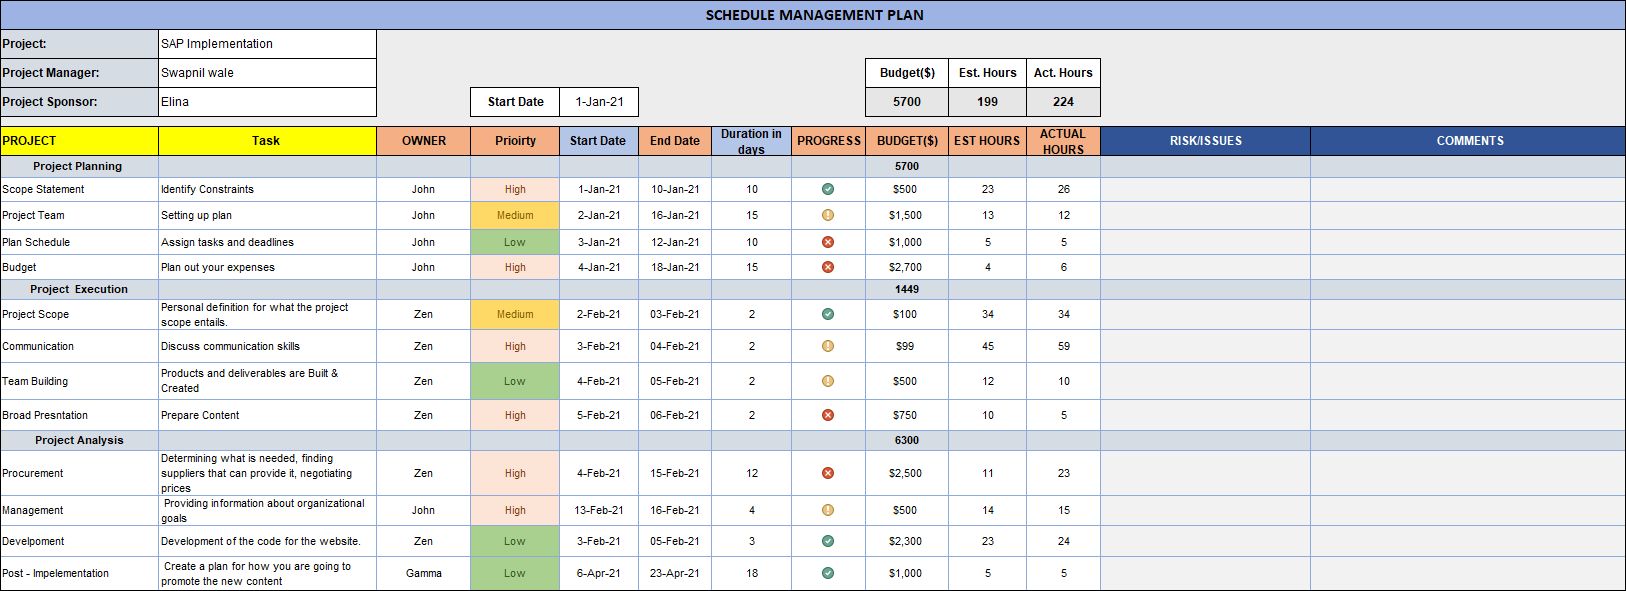 SCHEDULE MANAGEMENT PLAN
Project: SAP Implementation
Project Manager: Swapnil wale Budget($) Est. Hours Act. Hours
Project Sponsor: Elina Start Date 1-Jan-21 5700 199 224
PROJECT Task OWNER Prioirty Start Date End Date Duration in days PROGRESS BUDGET($) EST HOURS ACTUAL HOURS RISK/ISSUES COMMENTS
Project Planning 5700
Scope Statement Identify Constraints John High 1-Jan-21 10-Jan-21 10 $500 23 26
Project Team Setting up plan John Medium 2-Jan-21 16-Jan-21 15 $1,500 13 12
Plan Schedule Assign tasks and deadlines John Low 3-Jan-21 12-Jan-21 10 $1,000 5 5
Budget Plan out your expenses John High 4-Jan-21 18-Jan-21 15 $2,700 4 6
Project Execution 1449
Project Scope Personal definition for what the project scope entails. Zen Medium 2-Feb-21 03-Feb-21 2 $100 34 34
Communication Discuss communication skills Zen High 3-Feb-21 04-Feb-21 2 $99 45 59
Team Building Products and deliverables are Built & Created Zen Low 4-Feb-21 05-Feb-21 2 $500 12 10
Broad Presntation Prepare Content Zen High 5-Feb-21 06-Feb-21 2 $750 10 5
Project Analysis 6300
Procurement Determining what is needed, finding suppliers that can provide it, negotiating prices Zen High 4-Feb-21 15-Feb-21 12 $2,500 11 23
Management Providing information about organizational goals John High 13-Feb-21 16-Feb-21 4 $500 14 15
Develpoment Development of the code for the website. Zen Low 3-Feb-21 05-Feb-21 3 $2,300 23 24
Post - Impelementation Create a plan for how you are going to promote the new content Gamma Low 6-Apr-21 23-Apr-21 18 $1,000 5 5